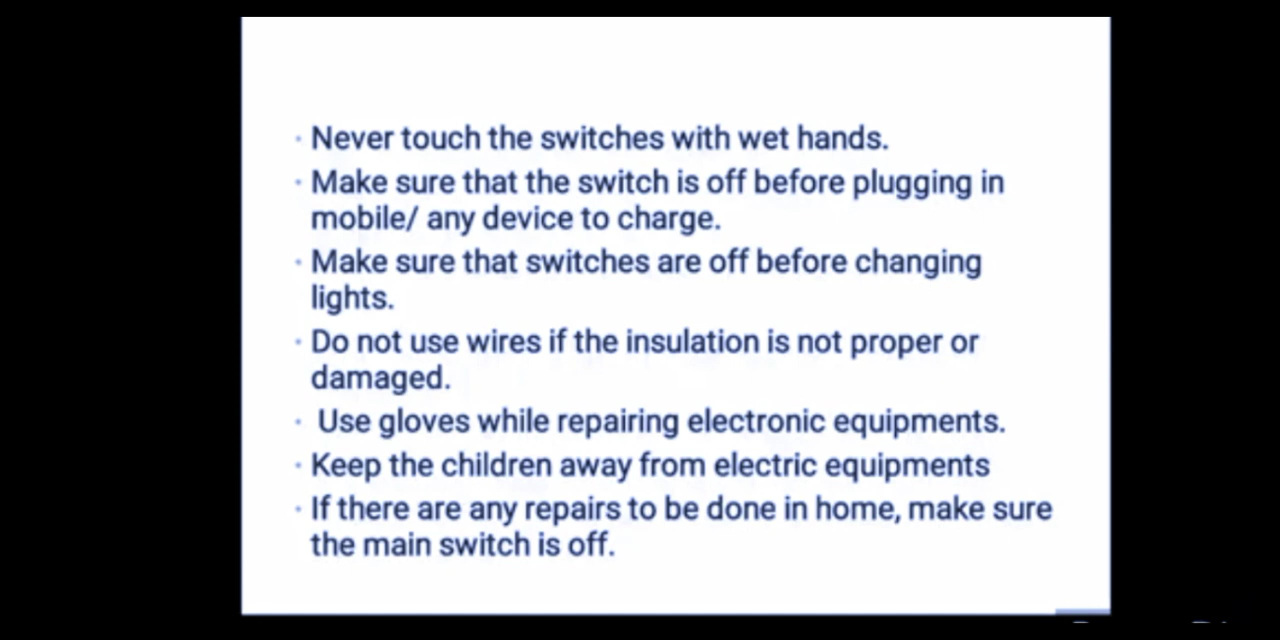 · Never touch the switches with wet hands.
· Make sure that the switch is off before plugging in
mobile/ any device to charge.
· Make sure that switches are off before changing
lights.
· Do not use wires if the insulation is not proper or
damaged.
· Use gloves while repairing electronic equipments.
· Keep the children away from electric equipments
· If there are any repairs to be done in home, make sure
the main switch is off.